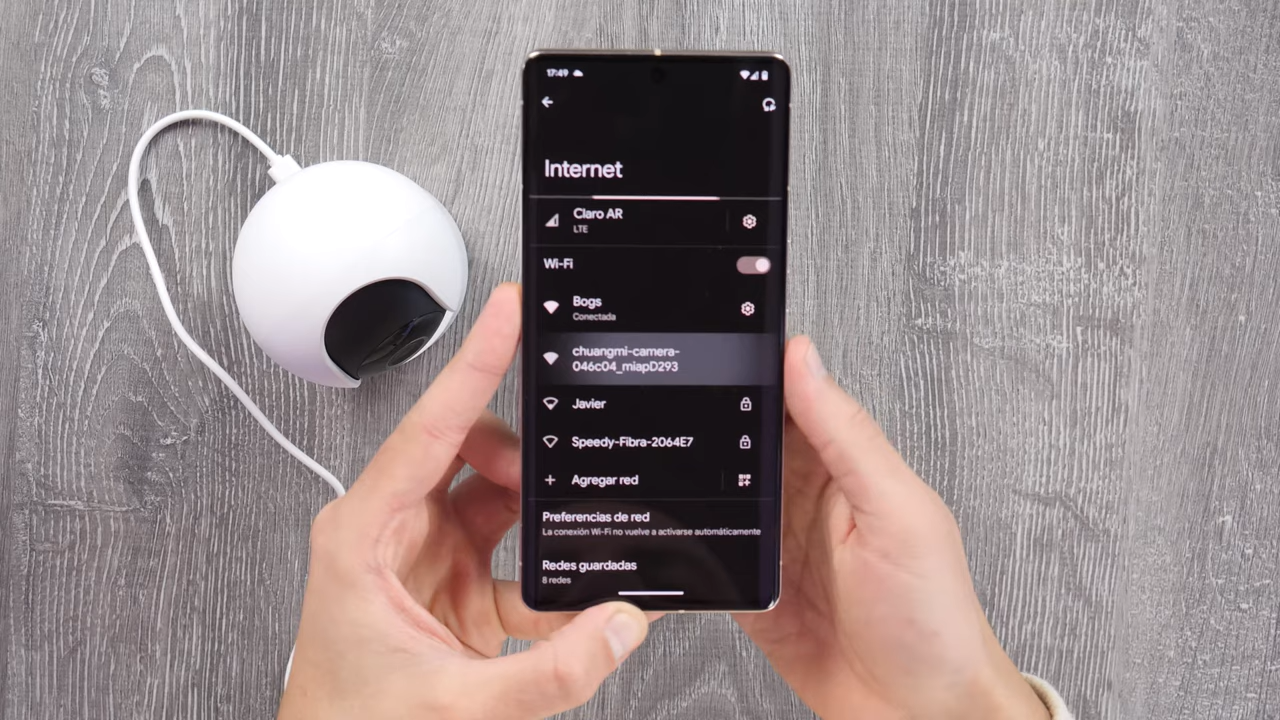 17:49
Internet
Claro AR
LTE
Wi-Fi
Bogs
Conectada
chuangmi-camera-
046c04_miapD293
Javier
Speedy-Fibra-2064E7
Agregar red
Preferencias de red
La conexión Wi-Fi no vuelve a activarse automáticamente
Redes guardadas
8 redes